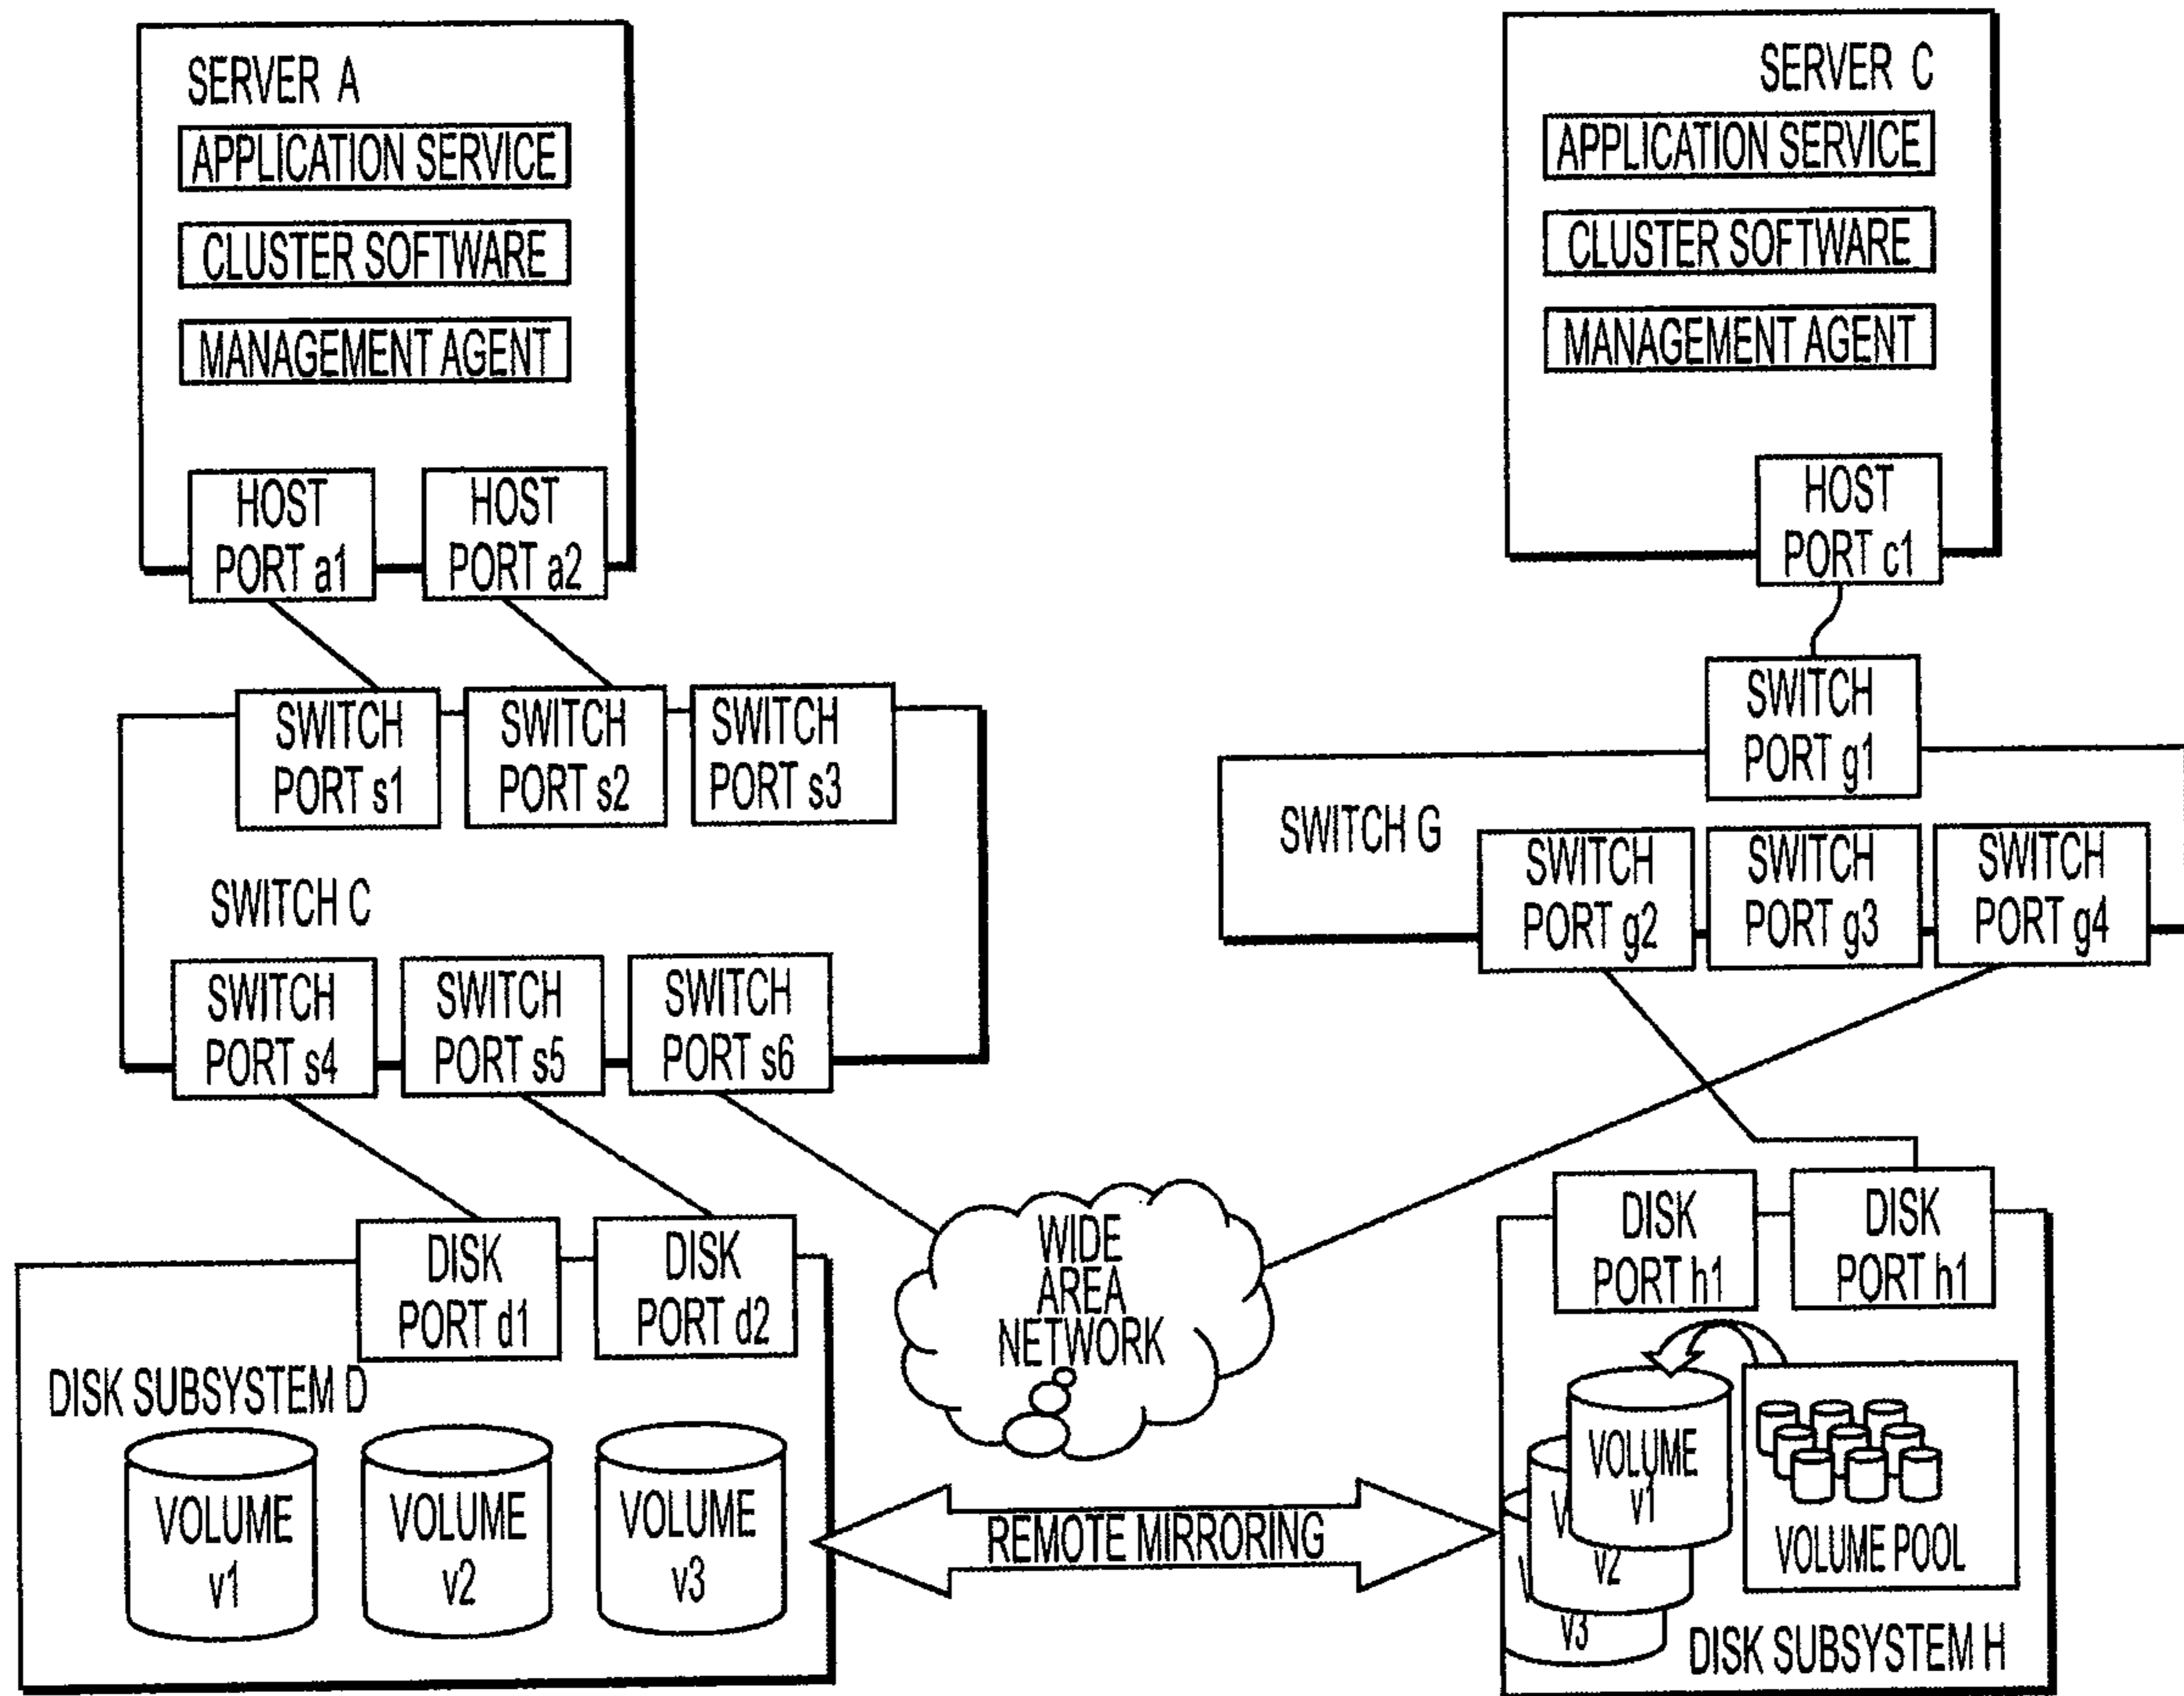 SERVER A
APPLICATION SERVICE
CLUSTER SOFTWARE
MANAGEMENT AGENT
HOST
PORT a1
HOST
PORT a2
SERVER C
APPLICATION SERVICE
CLUSTER SOFTWARE
MANAGEMENT AGENT
HOST
PORT c1
SWITCH
PORT s1
SWITCH
PORT s2
SWITCH
PORT s3
SWITCH C
SWITCH
PORT s4
SWITCH
PORT s5
SWITCH
PORT s6
SWITCH
PORT g1
SWITCH G
SWITCH
PORT g2
SWITCH
PORT g3
SWITCH
PORT g4
DISK
PORT d1
DISK
PORT d2
DISK SUBSYSTEM D
VOLUME
v1
VOLUME
v2
VOLUME
v3
WIDE
AREA
NETWORK
REMOTE MIRRORING
DISK
PORT h1
DISK
PORT h1
VOLUME
v1
v2
v3
VOLUME POOL
DISK SUBSYSTEM H